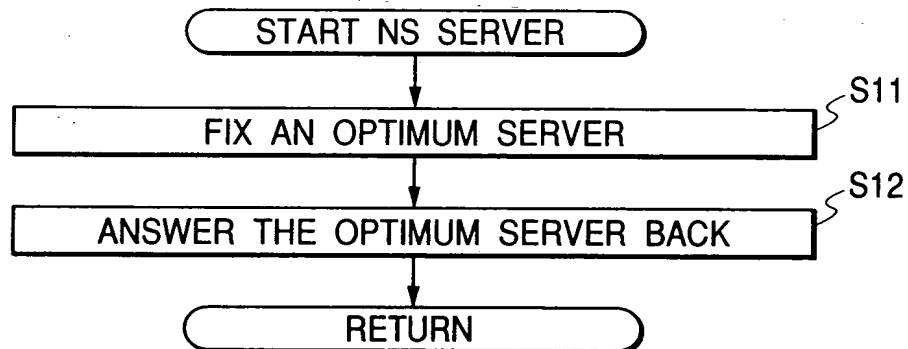 START NS SERVER
S11
FIX AN OPTIMUM SERVER
S12
ANSWER THE OPTIMUM SERVER BACK
RETURN